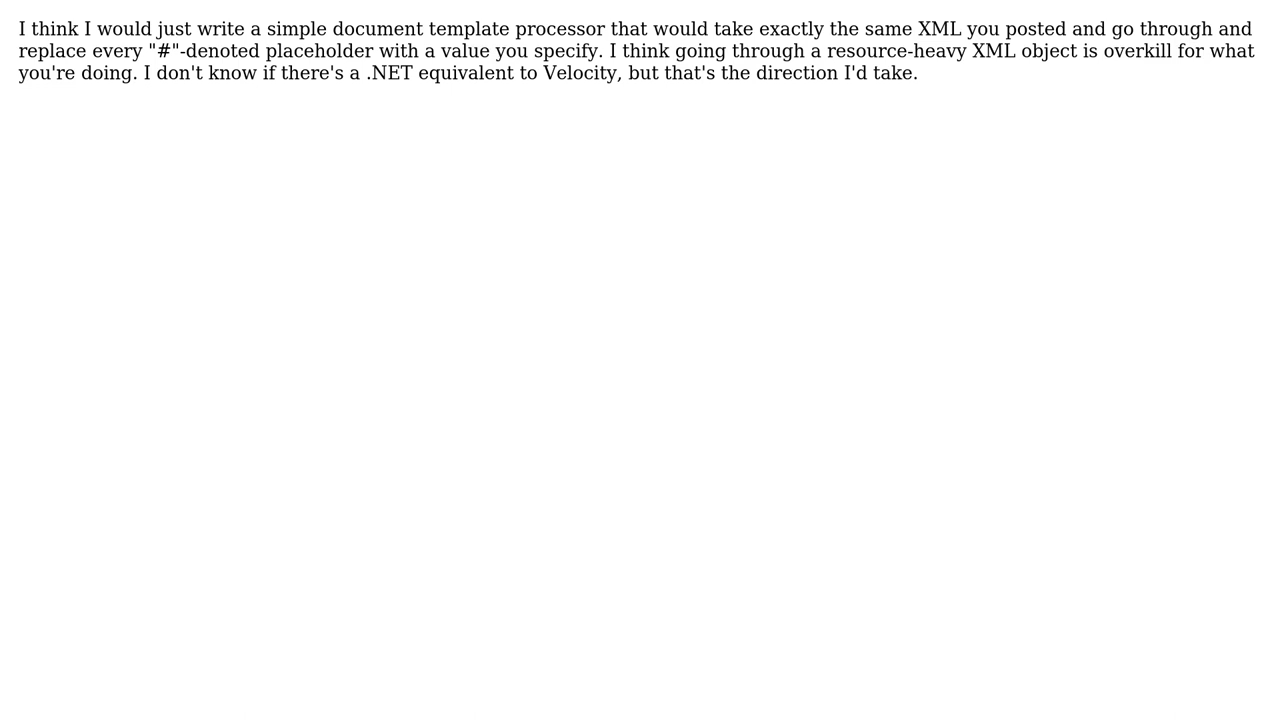 I think I would just write a simple document template processor that would take exactly the same XML you posted and go through and
replace every "#"-denoted placeholder with a value you specify. I think going through a resource-heavy XML object is overkill for what
you're doing. I don't know if there's a .NET equivalent to Velocity, but that's the direction I'd take.